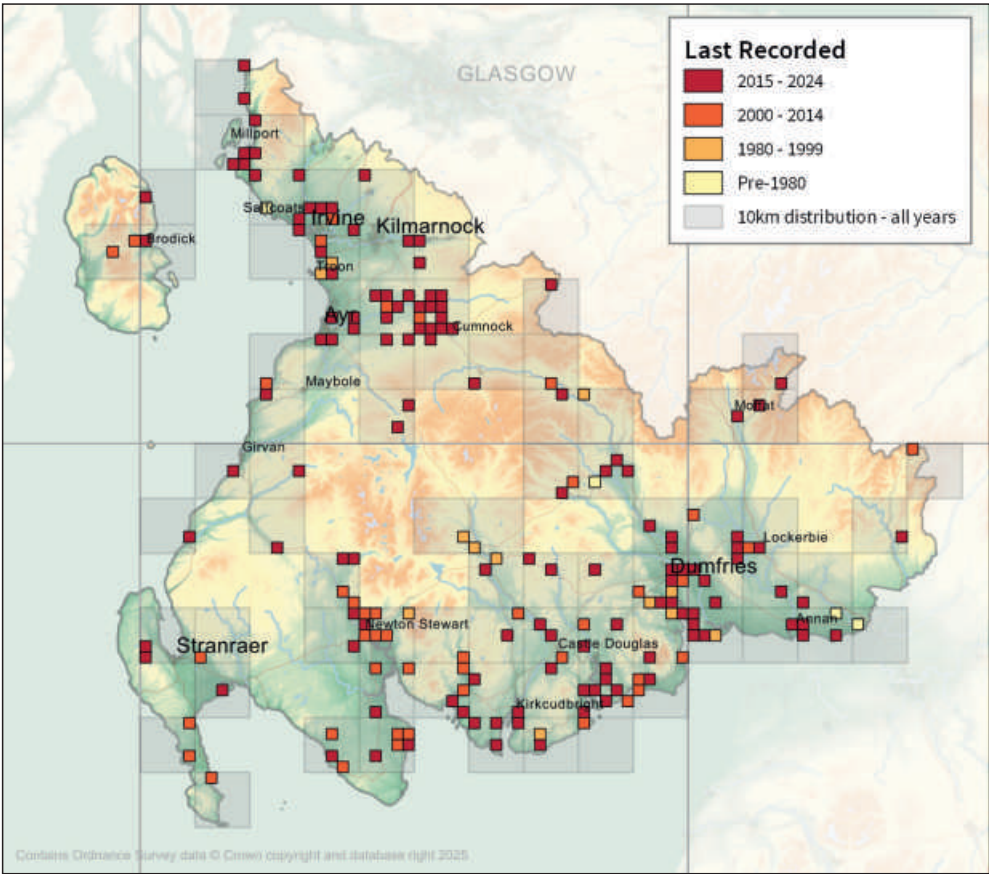 GLASGOW
Last Recorded
2015 - 2024
2000 - 2014
1980 - 1999
Pre-1980
10km distribution - all years
Millport
Saltcoats
Irvine
Kilmarnock
Brodick
Troon
Ayr
Cumnock
Maybole
Moffat
Girvan
Lockerbie
Dumfries
Newton Stewart
Annan
Stranraer
Castle Douglas
Kirkcudbright
Contains Ordnance Survey data © Crown copyright and database right 2025